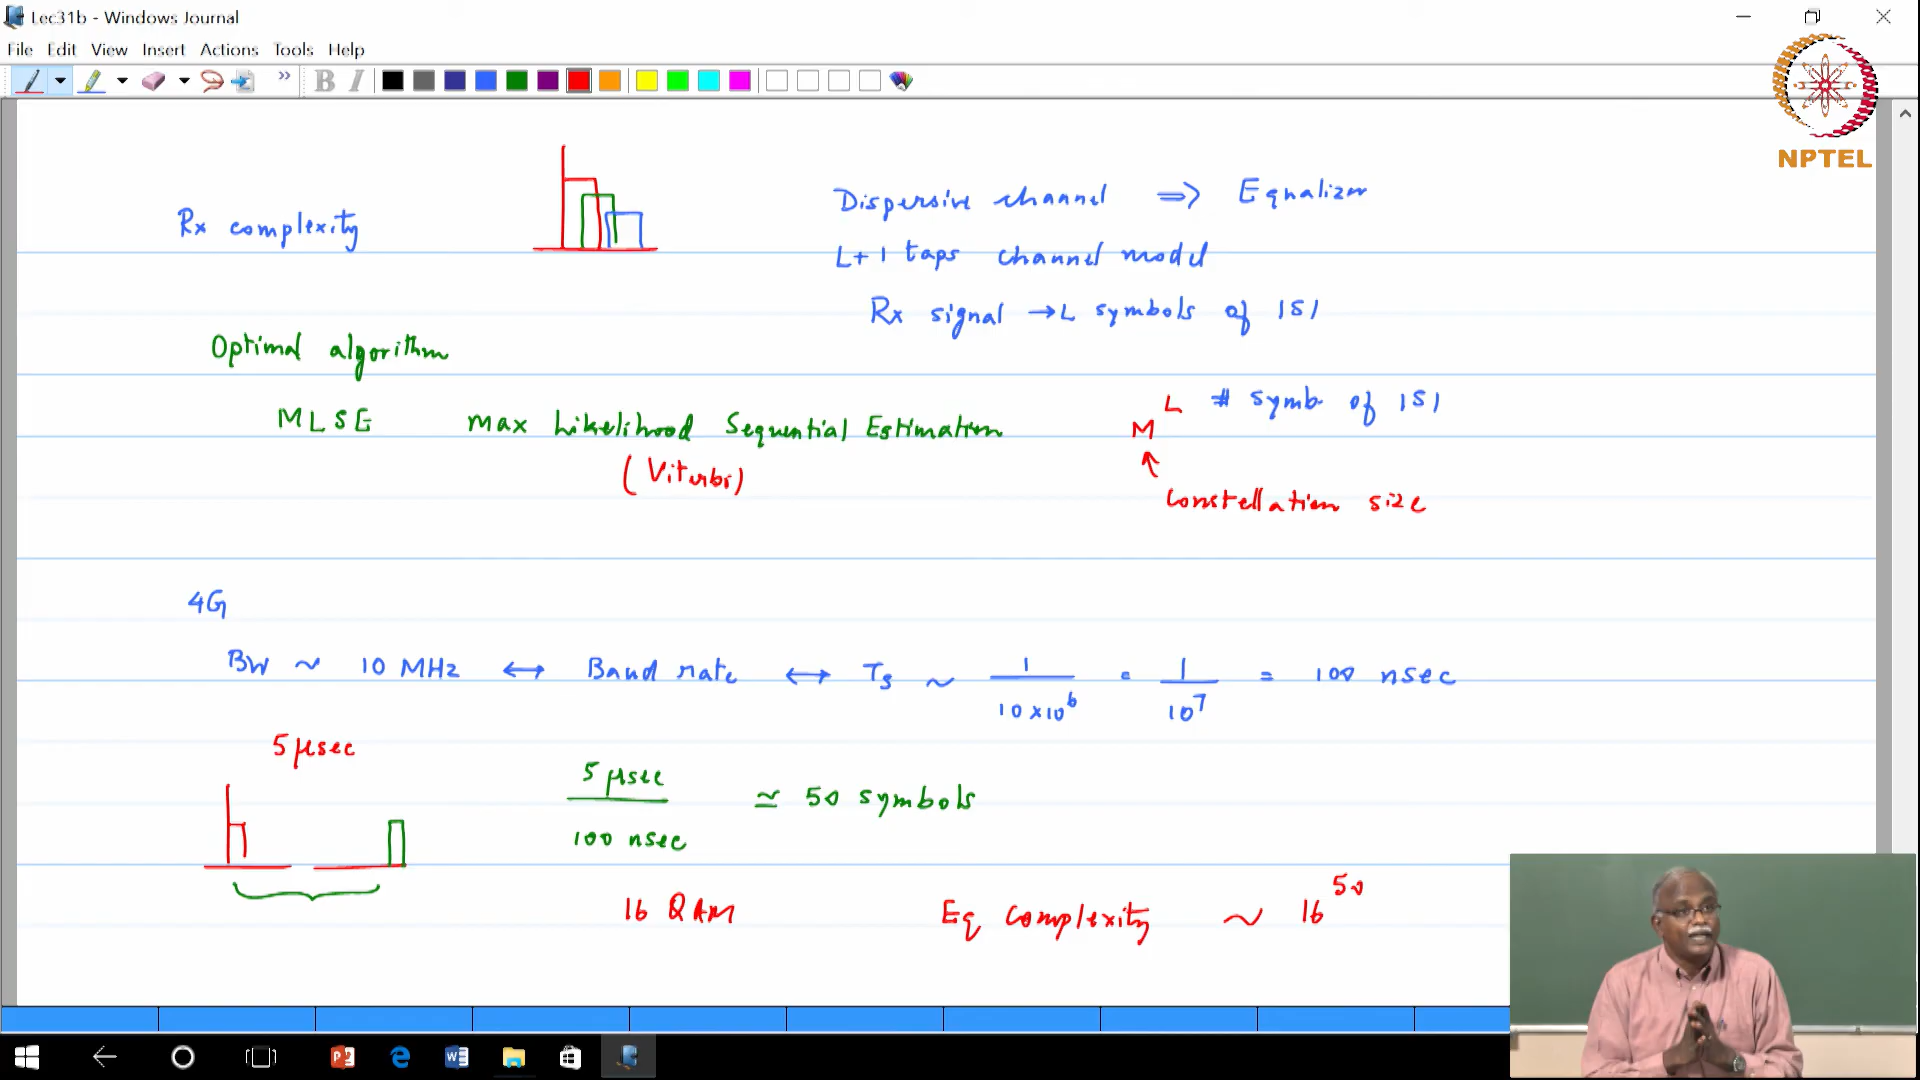 Lec31b - Windows Journal
File Edit View Insert Actions Tools Help
B I
NPTEL
Rx complexity
Dispersive channel ⇒ Equalizer
L+1 taps channel model
Rx signal → L symbols of ISI
Optimal algorithm
MLSE max Likelihood Sequential Estimation
(Viterbi)
M^L # symb of ISI
↑
Constellation size
4G
BW ~ 10 MHz ↔ Baud rate ↔ Ts ~ 1/(10×10^6) = 1/10^7 = 100 nsec
5 μsec
5 μsec / 100 nsec ≃ 50 symbols
16 QAM Eq complexity ~ 16^50